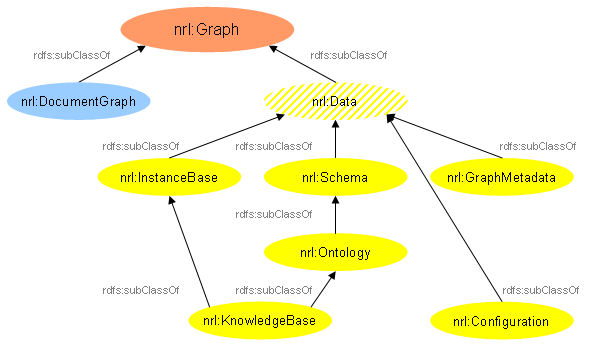 nrl:Graph
rdfs:subClassOf
rdfs:subClassOf
nrl:DocumentGraph
nrl:Data
rdfs:subClassOf
rdfs:subClassOf
rdfs:subClassOf
nrl:InstanceBase
nrl:Schema
nrl:GraphMetadata
rdfs:subClassOf
nrl:Ontology
rdfs:subClassOf
rdfs:subClassOf
rdfs:subClassOf
nrl:KnowledgeBase
nrl:Configuration